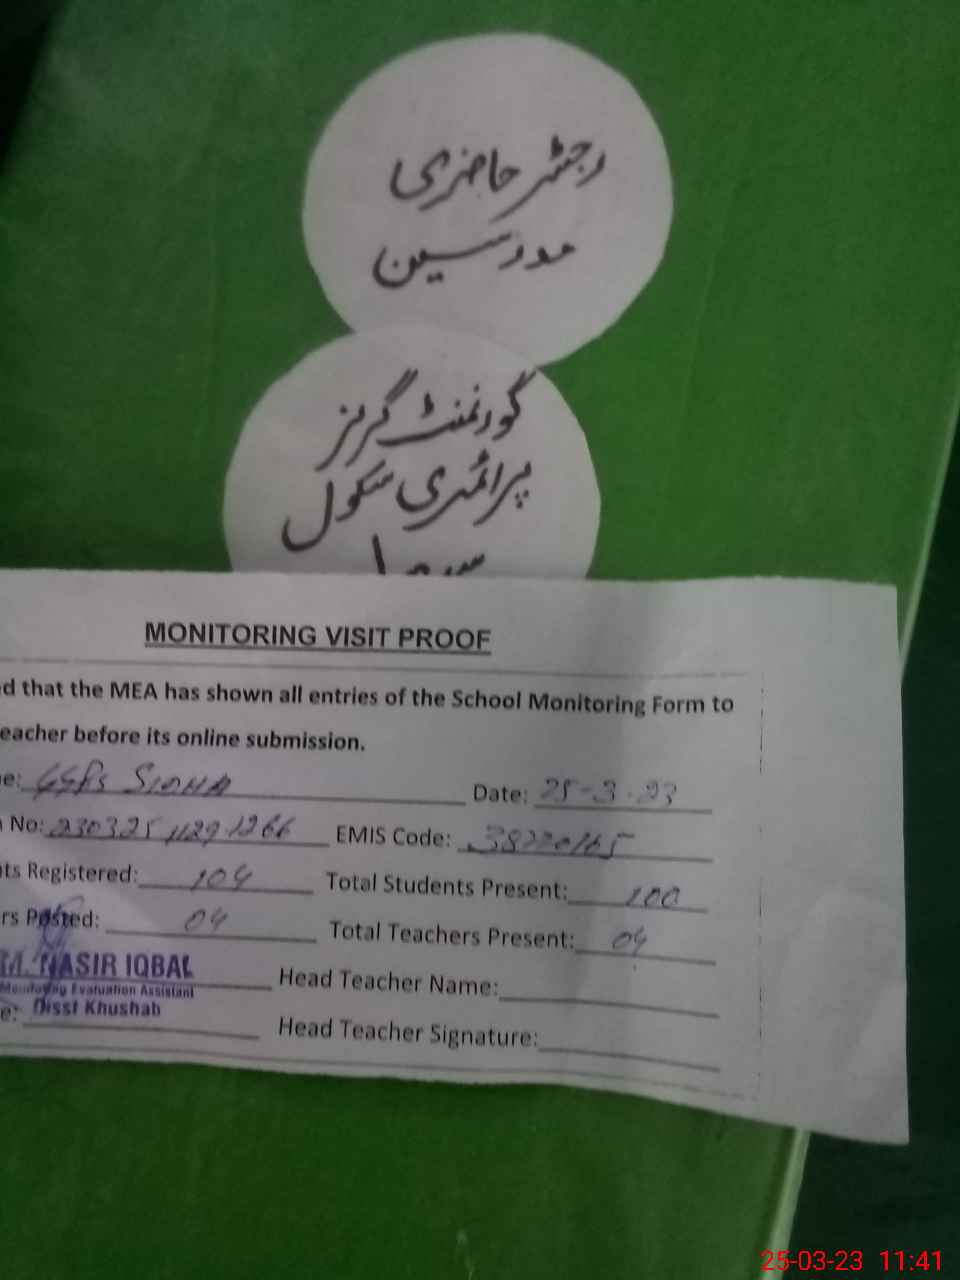 رجسٹر حاضری
مدرسین
گورنمنٹ گرلز
پرائمری سکول
MONITORING VISIT PROOF
ed that the MEA has shown all entries of the School Monitoring Form to
eacher before its online submission.
e: GGPS SIDHA Date: 25-3-23
No: 230325 11291266 EMIS Code: 38220165
ts Registered: 104 Total Students Present: 100
rs Posted: 04 Total Teachers Present: 04
M. NASIR IQBAL Head Teacher Name:
Monitoring Evaluation Assistant
Disst Khushab
e: Head Teacher Signature:
25-03-23 11:41